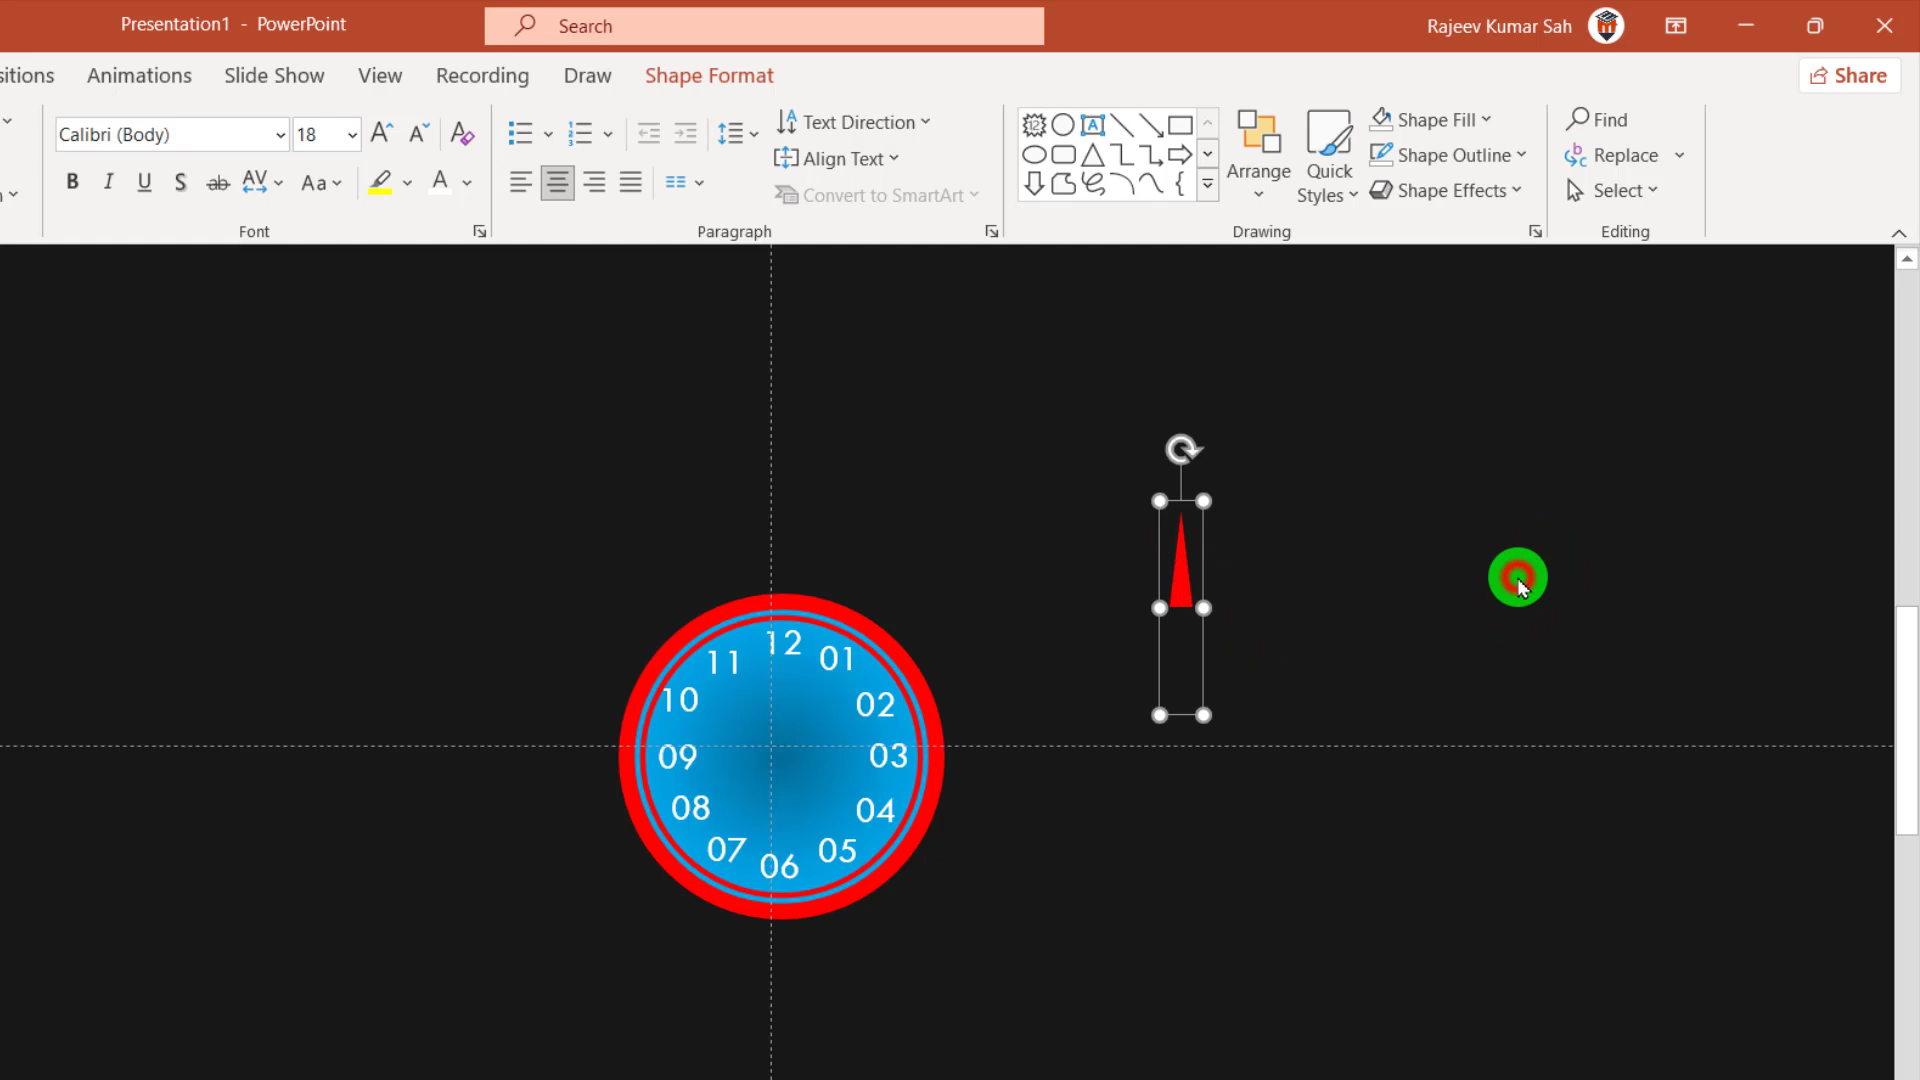 Presentation1 - PowerPoint
Search
Rajeev Kumar Sah
sitions
Animations
Slide Show
View
Recording
Draw
Shape Format
Share
Calibri (Body)
18
Text Direction
Align Text
Convert to SmartArt
Arrange
Quick
Styles
Shape Fill
Shape Outline
Shape Effects
Find
Replace
Select
Font
Paragraph
Drawing
Editing
12
11
01
10
02
09
03
08
04
07
05
06